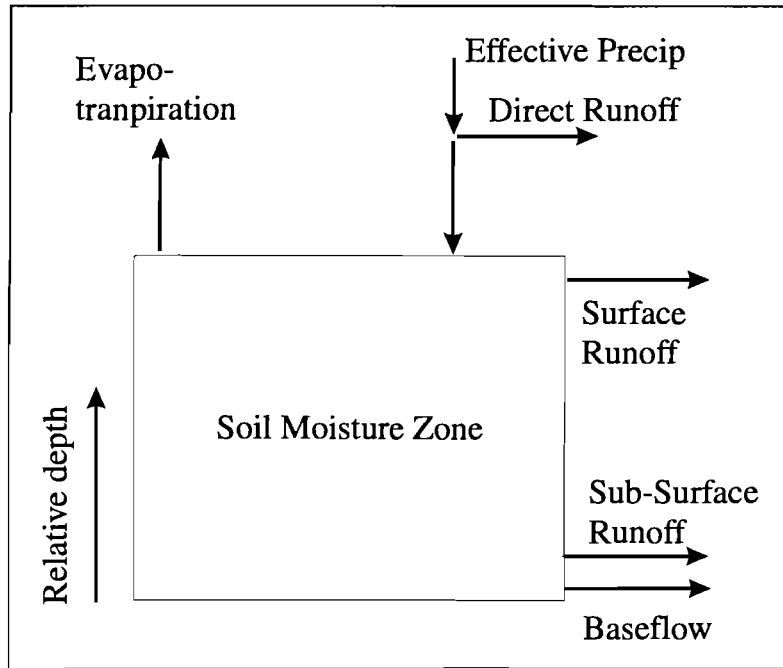 Evapo-
tranpiration
Effective Precip
Direct Runoff
Surface
Runoff
Relative depth
Soil Moisture Zone
Sub-Surface
Runoff
Baseflow